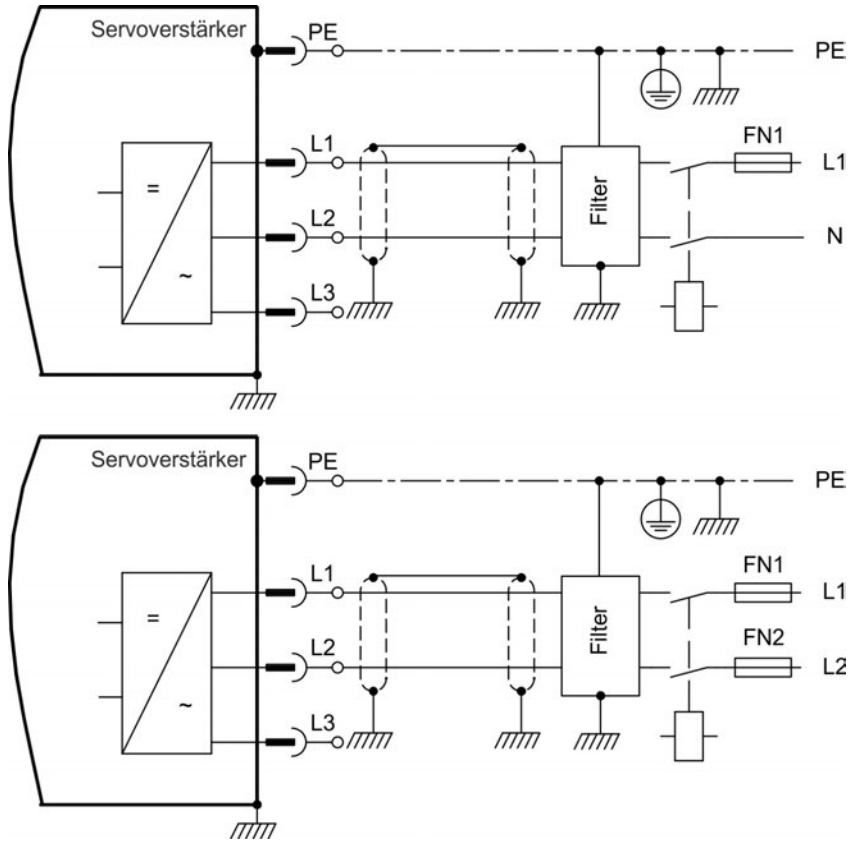 Servoverstärker
PE
PE
L1
FN1
L1
=
Filter
L2
N
~
L3
Servoverstärker
PE
PE
L1
FN1
L1
=
Filter
FN2
L2
L2
~
L3